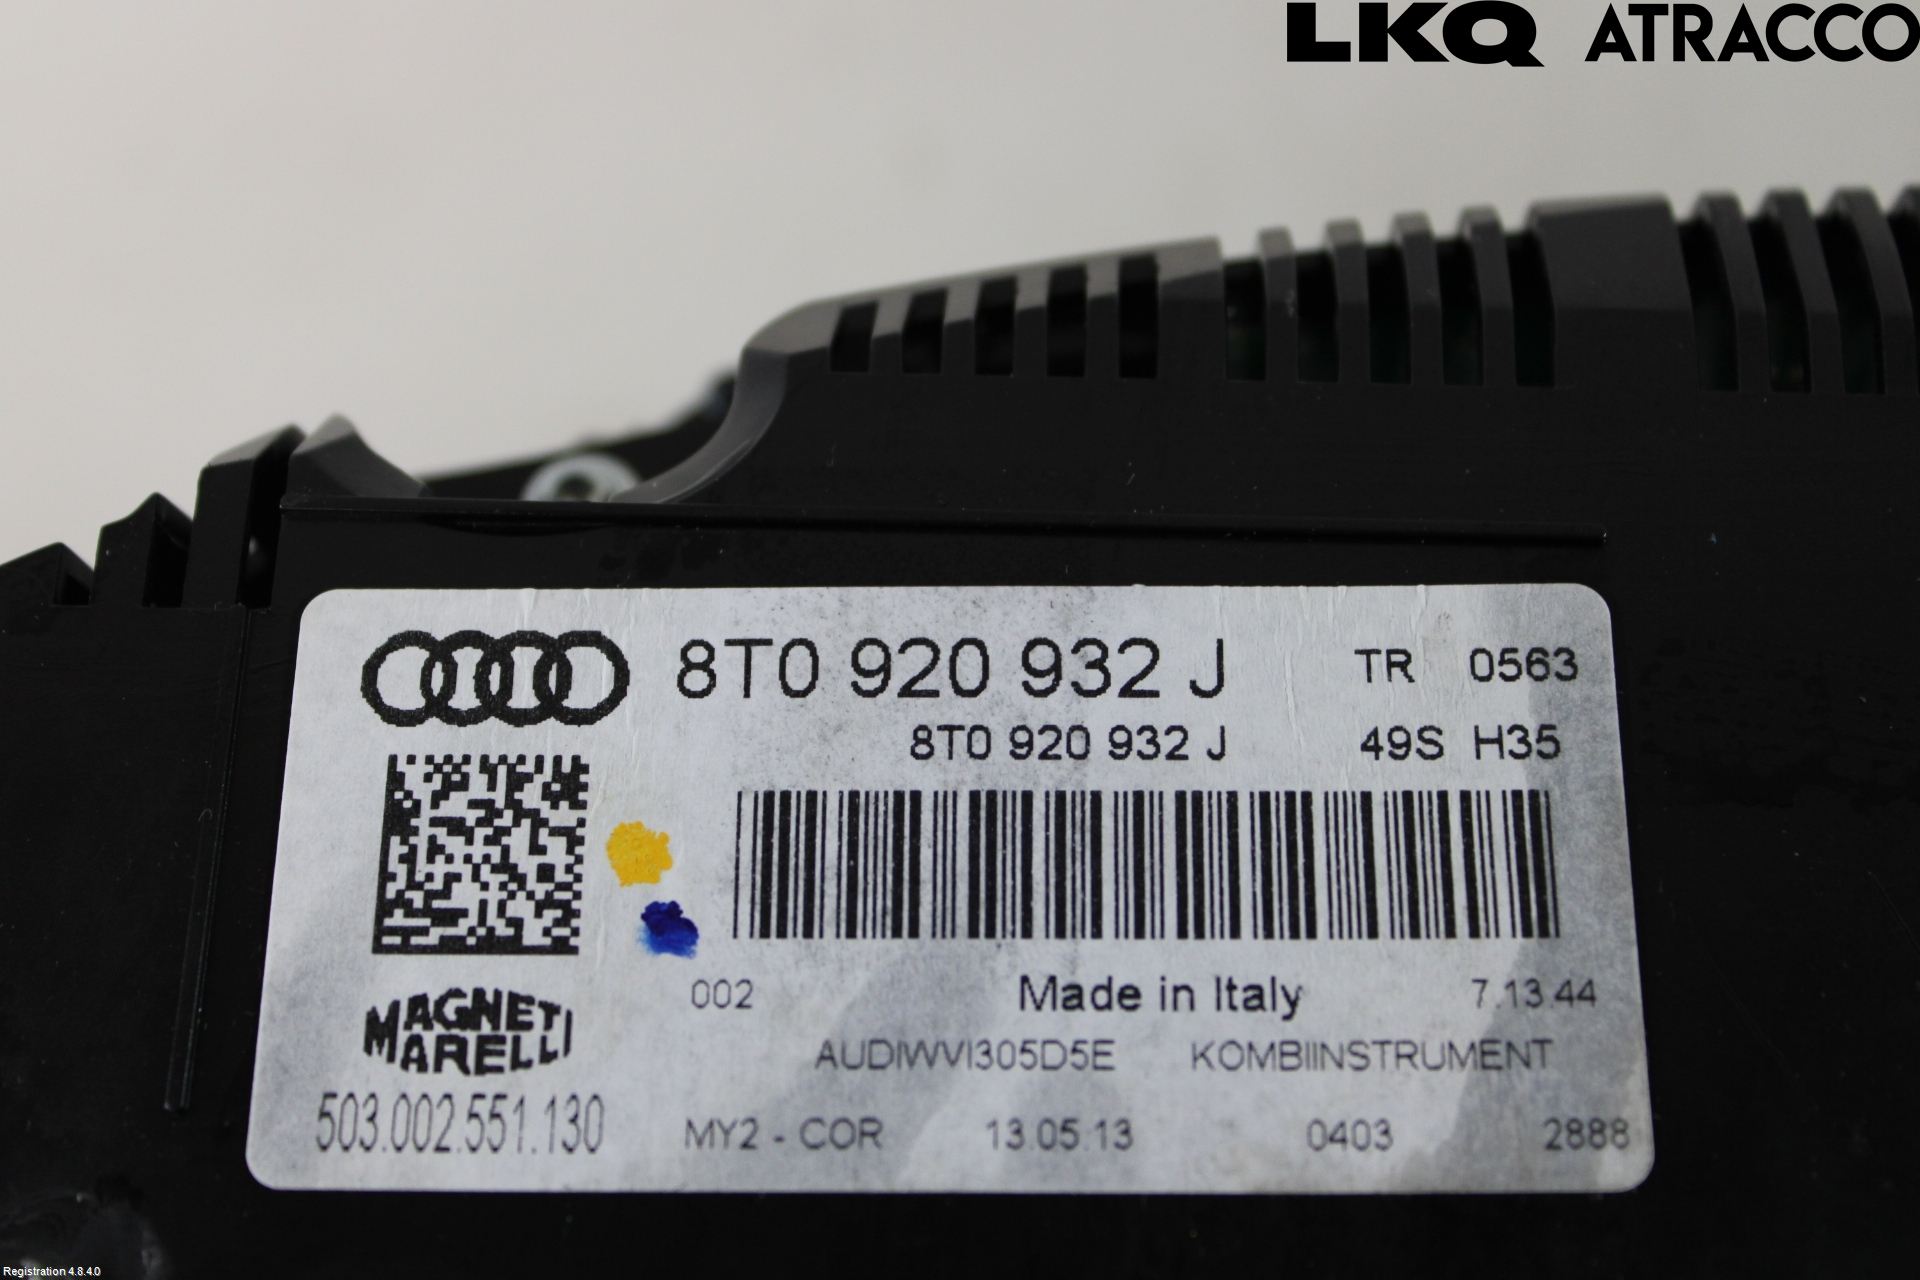 LKQ ATRACCO
8T0 920 932 J TR 0563
8T0 920 932 J 49S H35
002 Made in Italy 7.13.44
MAGNETI
MARELLI
AUDIWVI305D5E KOMBIINSTRUMENT
503.002.551.130
MY2 - COR 13.05.13 0403 2888
Registration 4.8.4.0